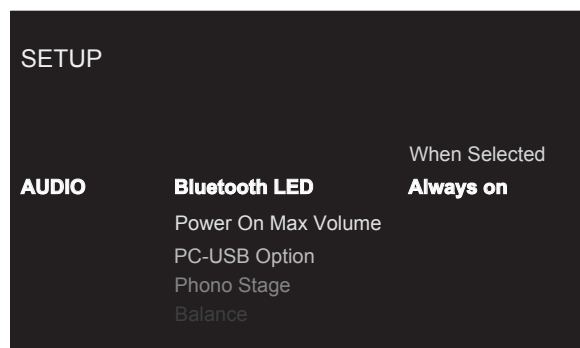 SETUP
When Selected
AUDIO Bluetooth LED Always on
Power On Max Volume
PC-USB Option
Phono Stage
Balance